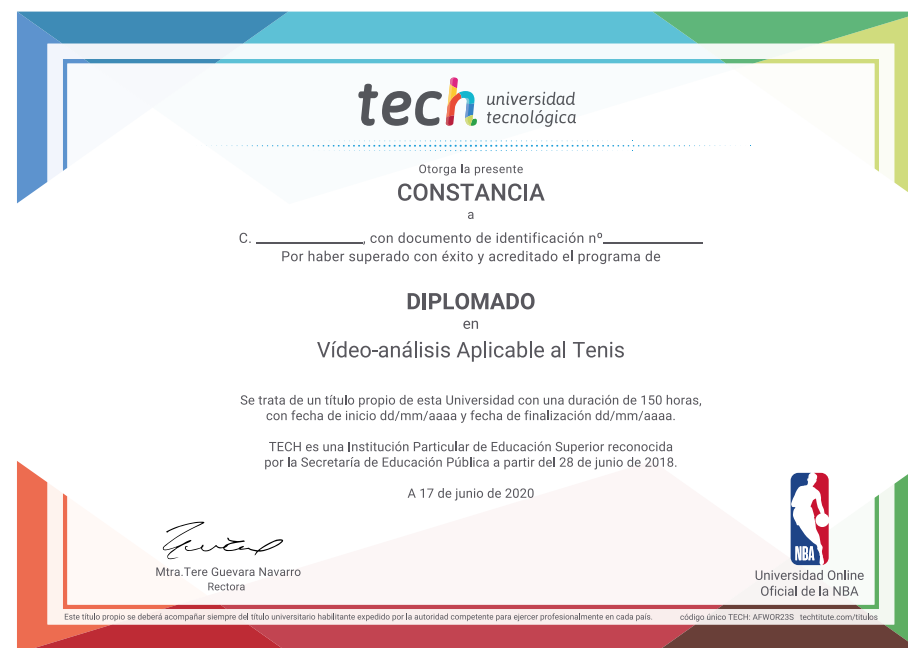 tech universidad
tecnológica
Otorga la presente
CONSTANCIA
a
C. ______________, con documento de identificación nº______________
Por haber superado con éxito y acreditado el programa de
DIPLOMADO
en
Vídeo-análisis Aplicable al Tenis
Se trata de un título propio de esta Universidad con una duración de 150 horas,
con fecha de inicio dd/mm/aaaa y fecha de finalización dd/mm/aaaa.
TECH es una Institución Particular de Educación Superior reconocida
por la Secretaría de Educación Pública a partir del 28 de junio de 2018.
A 17 de junio de 2020
Mtra.Tere Guevara Navarro
Rectora
NBA
Universidad Online
Oficial de la NBA
Este título propio se deberá acompañar siempre del título universitario habilitante expedido por la autoridad competente para ejercer profesionalmente en cada país. código único TECH: AFWOR23S techtitute.com/titulos